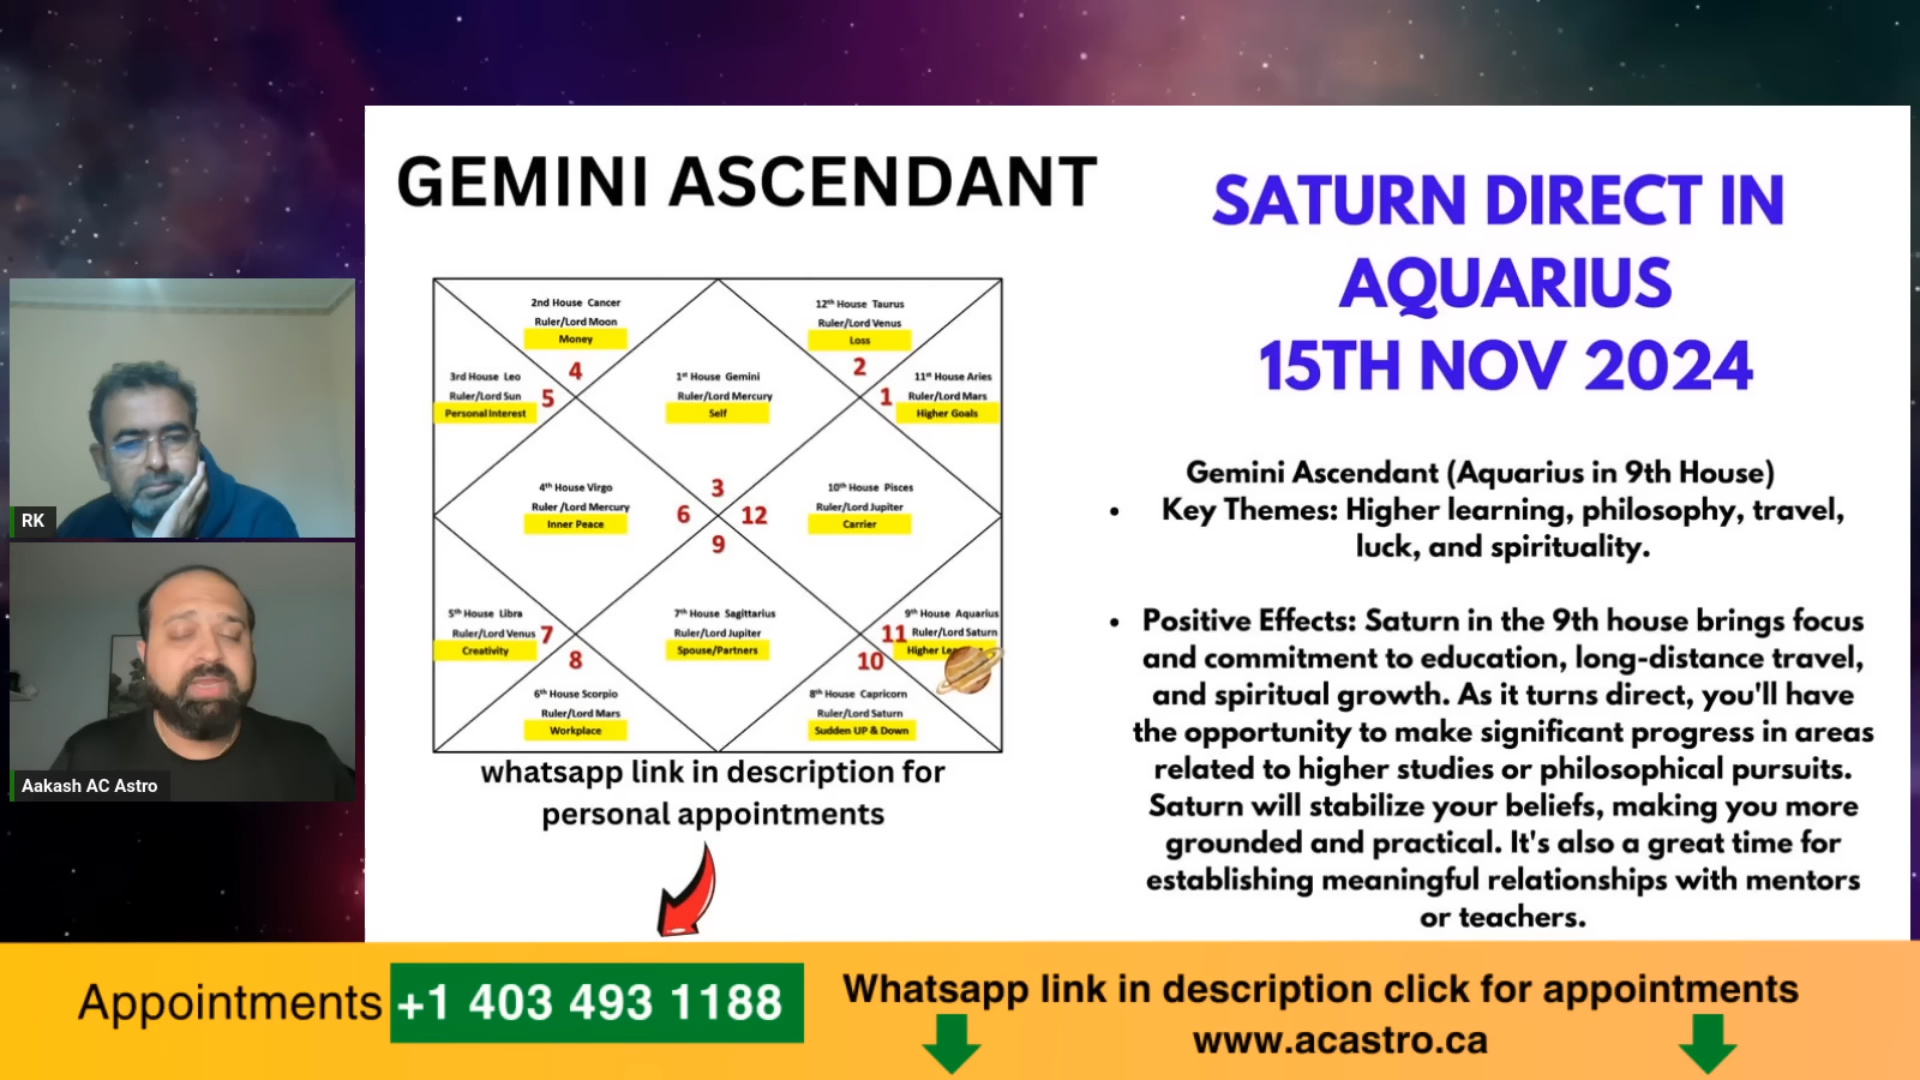 GEMINI ASCENDANT
2nd House Cancer
Ruler/Lord Moon
Money
4
12th House Taurus
Ruler/Lord Venus
Loss
2
3rd House Leo
Ruler/Lord Sun
Personal Interest
5
1st House Gemini
Ruler/Lord Mercury
Self
1
11st House Aries
Ruler/Lord Mars
Higher Goals
4th House Virgo
Ruler /Lord Mercury
Inner Peace
3
6
12
9
10th House Pisces
Ruler/Lord Jupiter
Carrier
5th House Libra
Ruler/Lord Venus
Creativity
7
8
7th House Sagittarius
Ruler/Lord Jupiter
Spouse/Partners
9th House Aquarius
11
Ruler/Lord Saturn
Higher
10
6th House Scorpio
Ruler/Lord Mars
Workplace
8th House Capricorn
Ruler/Lord Saturn
Sudden UP & Down
whatsapp link in description for
personal appointments
SATURN DIRECT IN
AQUARIUS
15TH NOV 2024
Gemini Ascendant (Aquarius in 9th House)
• Key Themes: Higher learning, philosophy, travel,
luck, and spirituality.
• Positive Effects: Saturn in the 9th house brings focus
and commitment to education, long-distance travel,
and spiritual growth. As it turns direct, you'll have
the opportunity to make significant progress in areas
related to higher studies or philosophical pursuits.
Saturn will stabilize your beliefs, making you more
grounded and practical. It's also a great time for
establishing meaningful relationships with mentors
or teachers.
RK
Aakash AC Astro
Appointments +1 403 493 1188
Whatsapp link in description click for appointments
www.acastro.ca